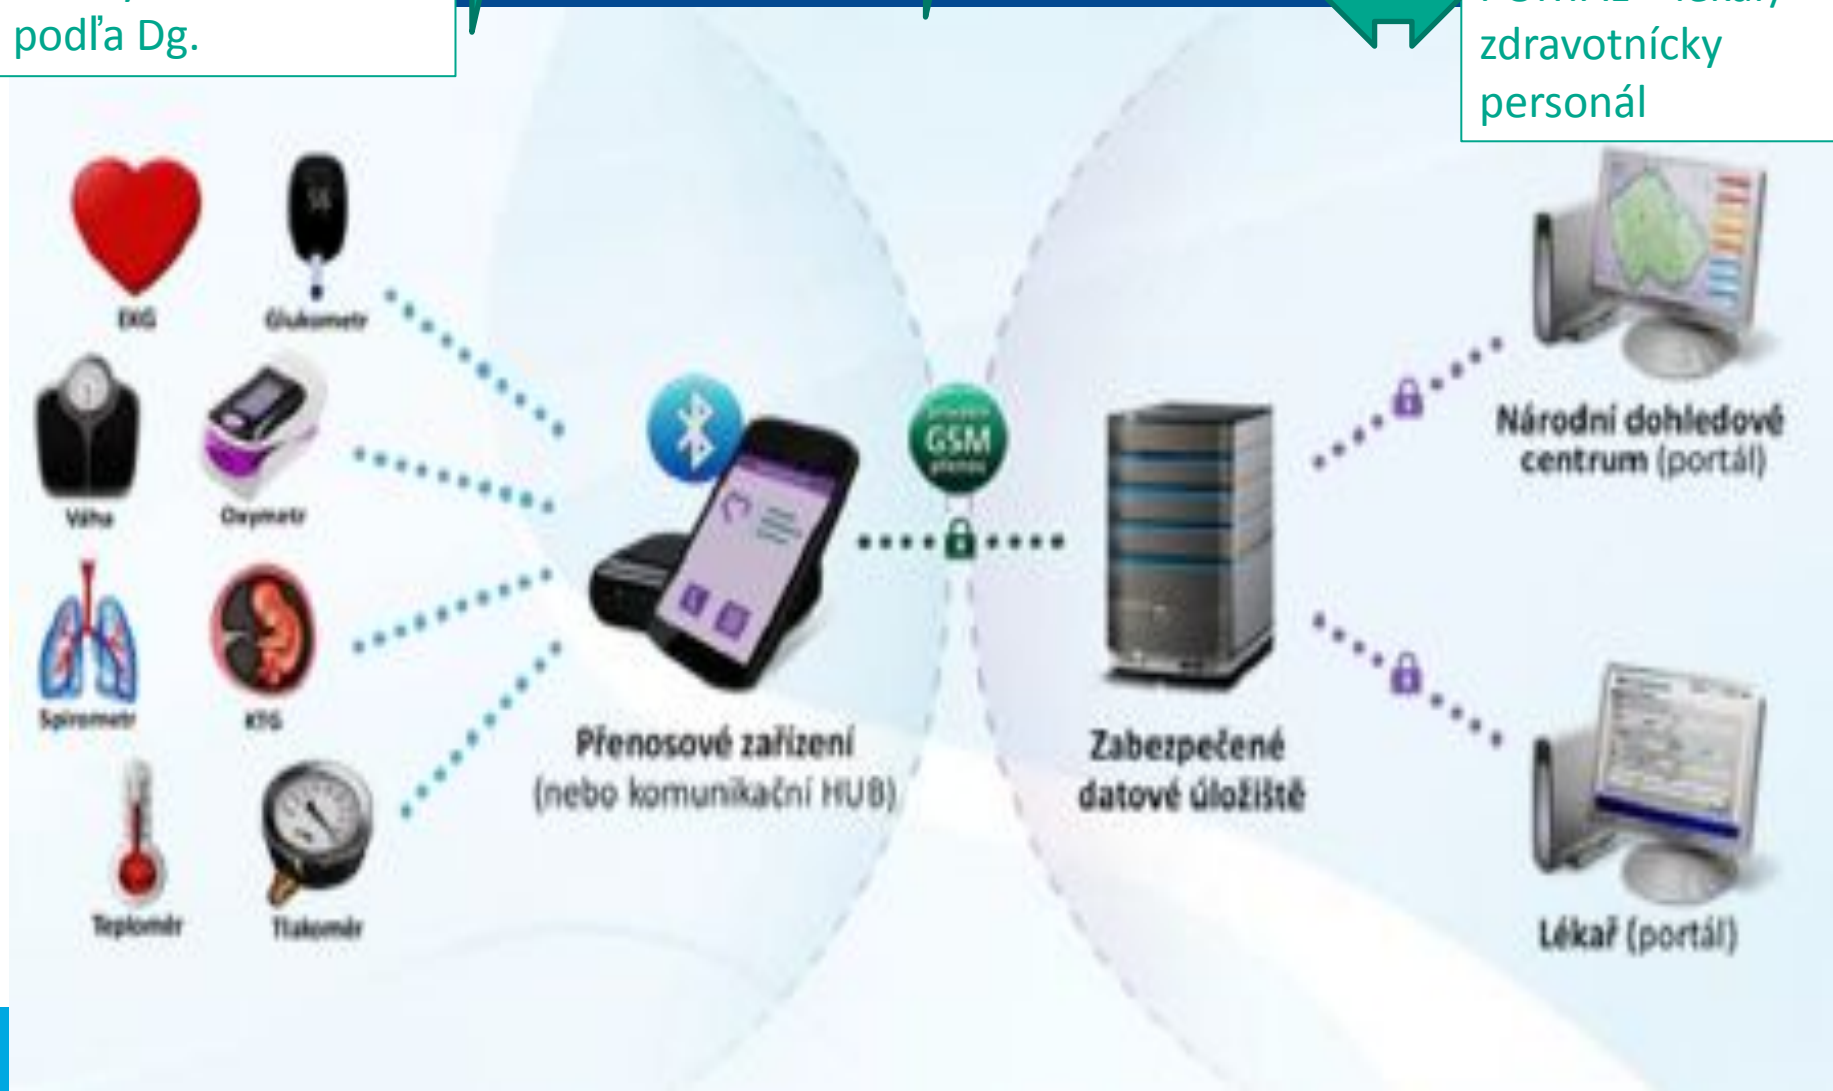 podľa Dg.
zdravotnícky
personál
EKG
Glukometr
Váha
Oxymetr
Spirometr
KTG
Teploměr
Tlakoměr
GSM
přenos
Přenosové zařízení
(nebo komunikační HUB)
Zabezpečené
datové úložiště
Národní dohledové
centrum (portál)
Lékař (portál)